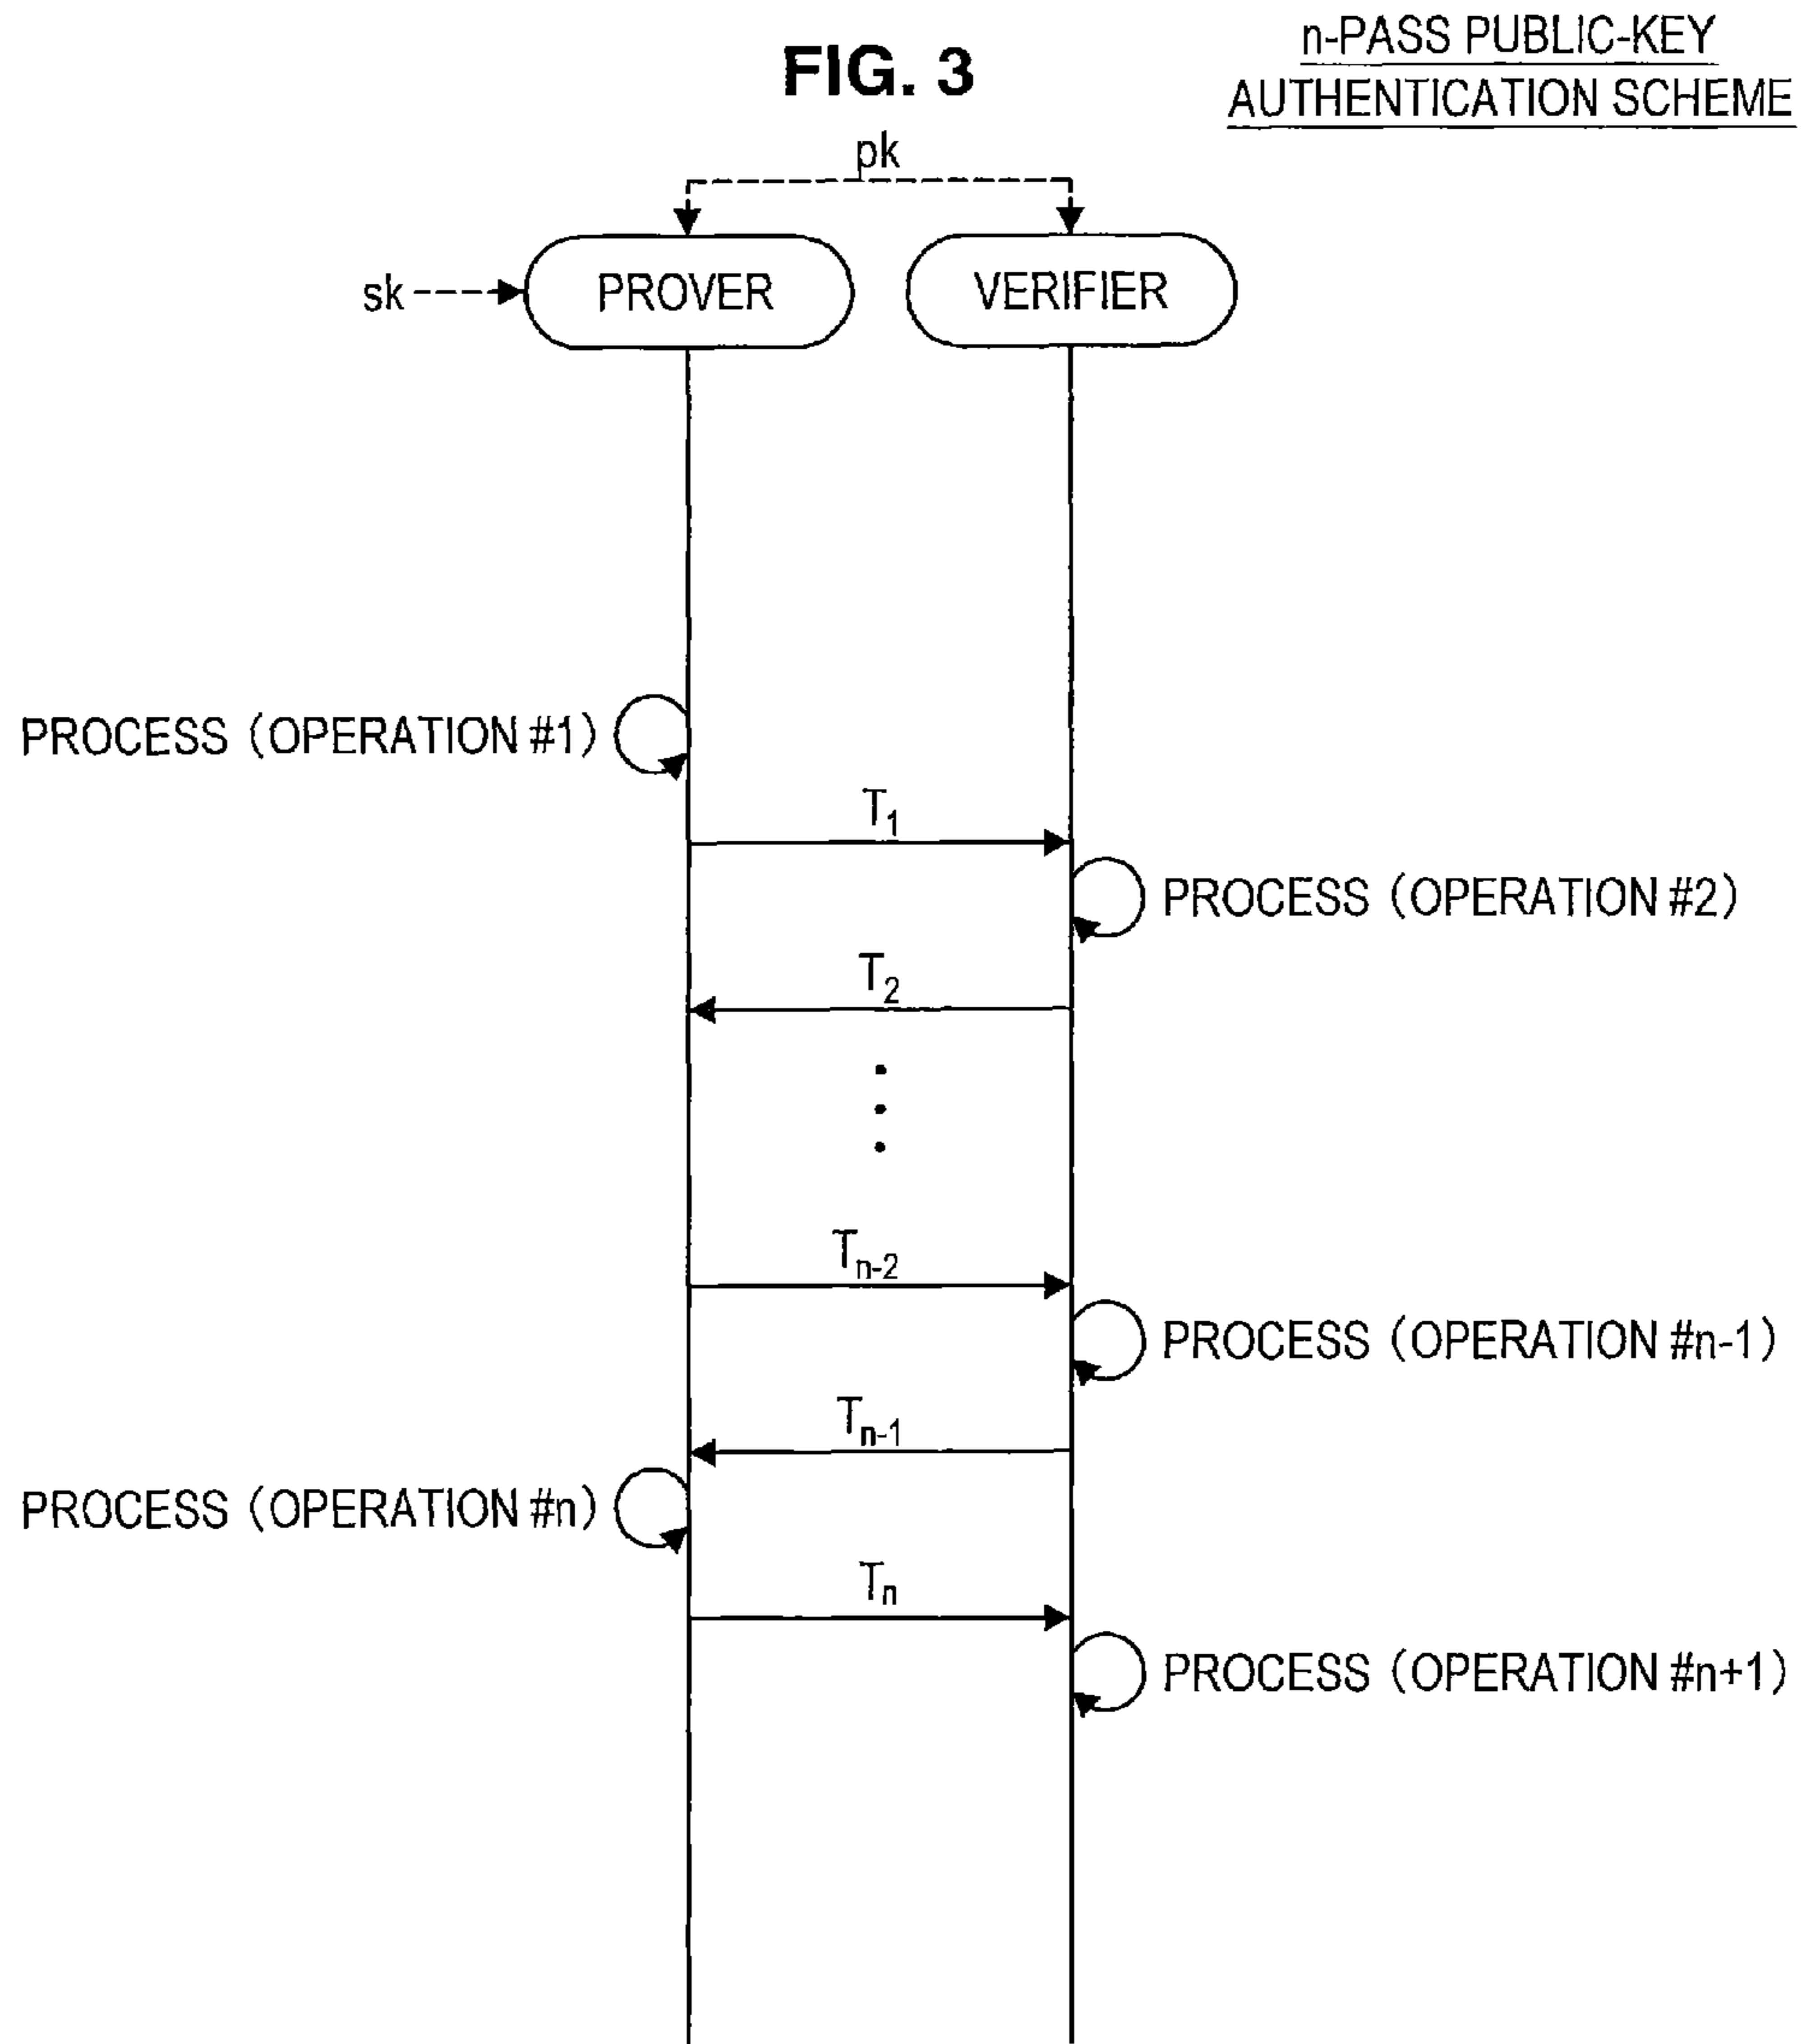 FIG. 3
n-PASS PUBLIC-KEY
AUTHENTICATION SCHEME
pk
sk
PROVER
VERIFIER
PROCESS (OPERATION #1)
T1
PROCESS (OPERATION #2)
T2
Tn-2
PROCESS (OPERATION #n-1)
Tn-1
PROCESS (OPERATION #n)
Tn
PROCESS (OPERATION #n+1)